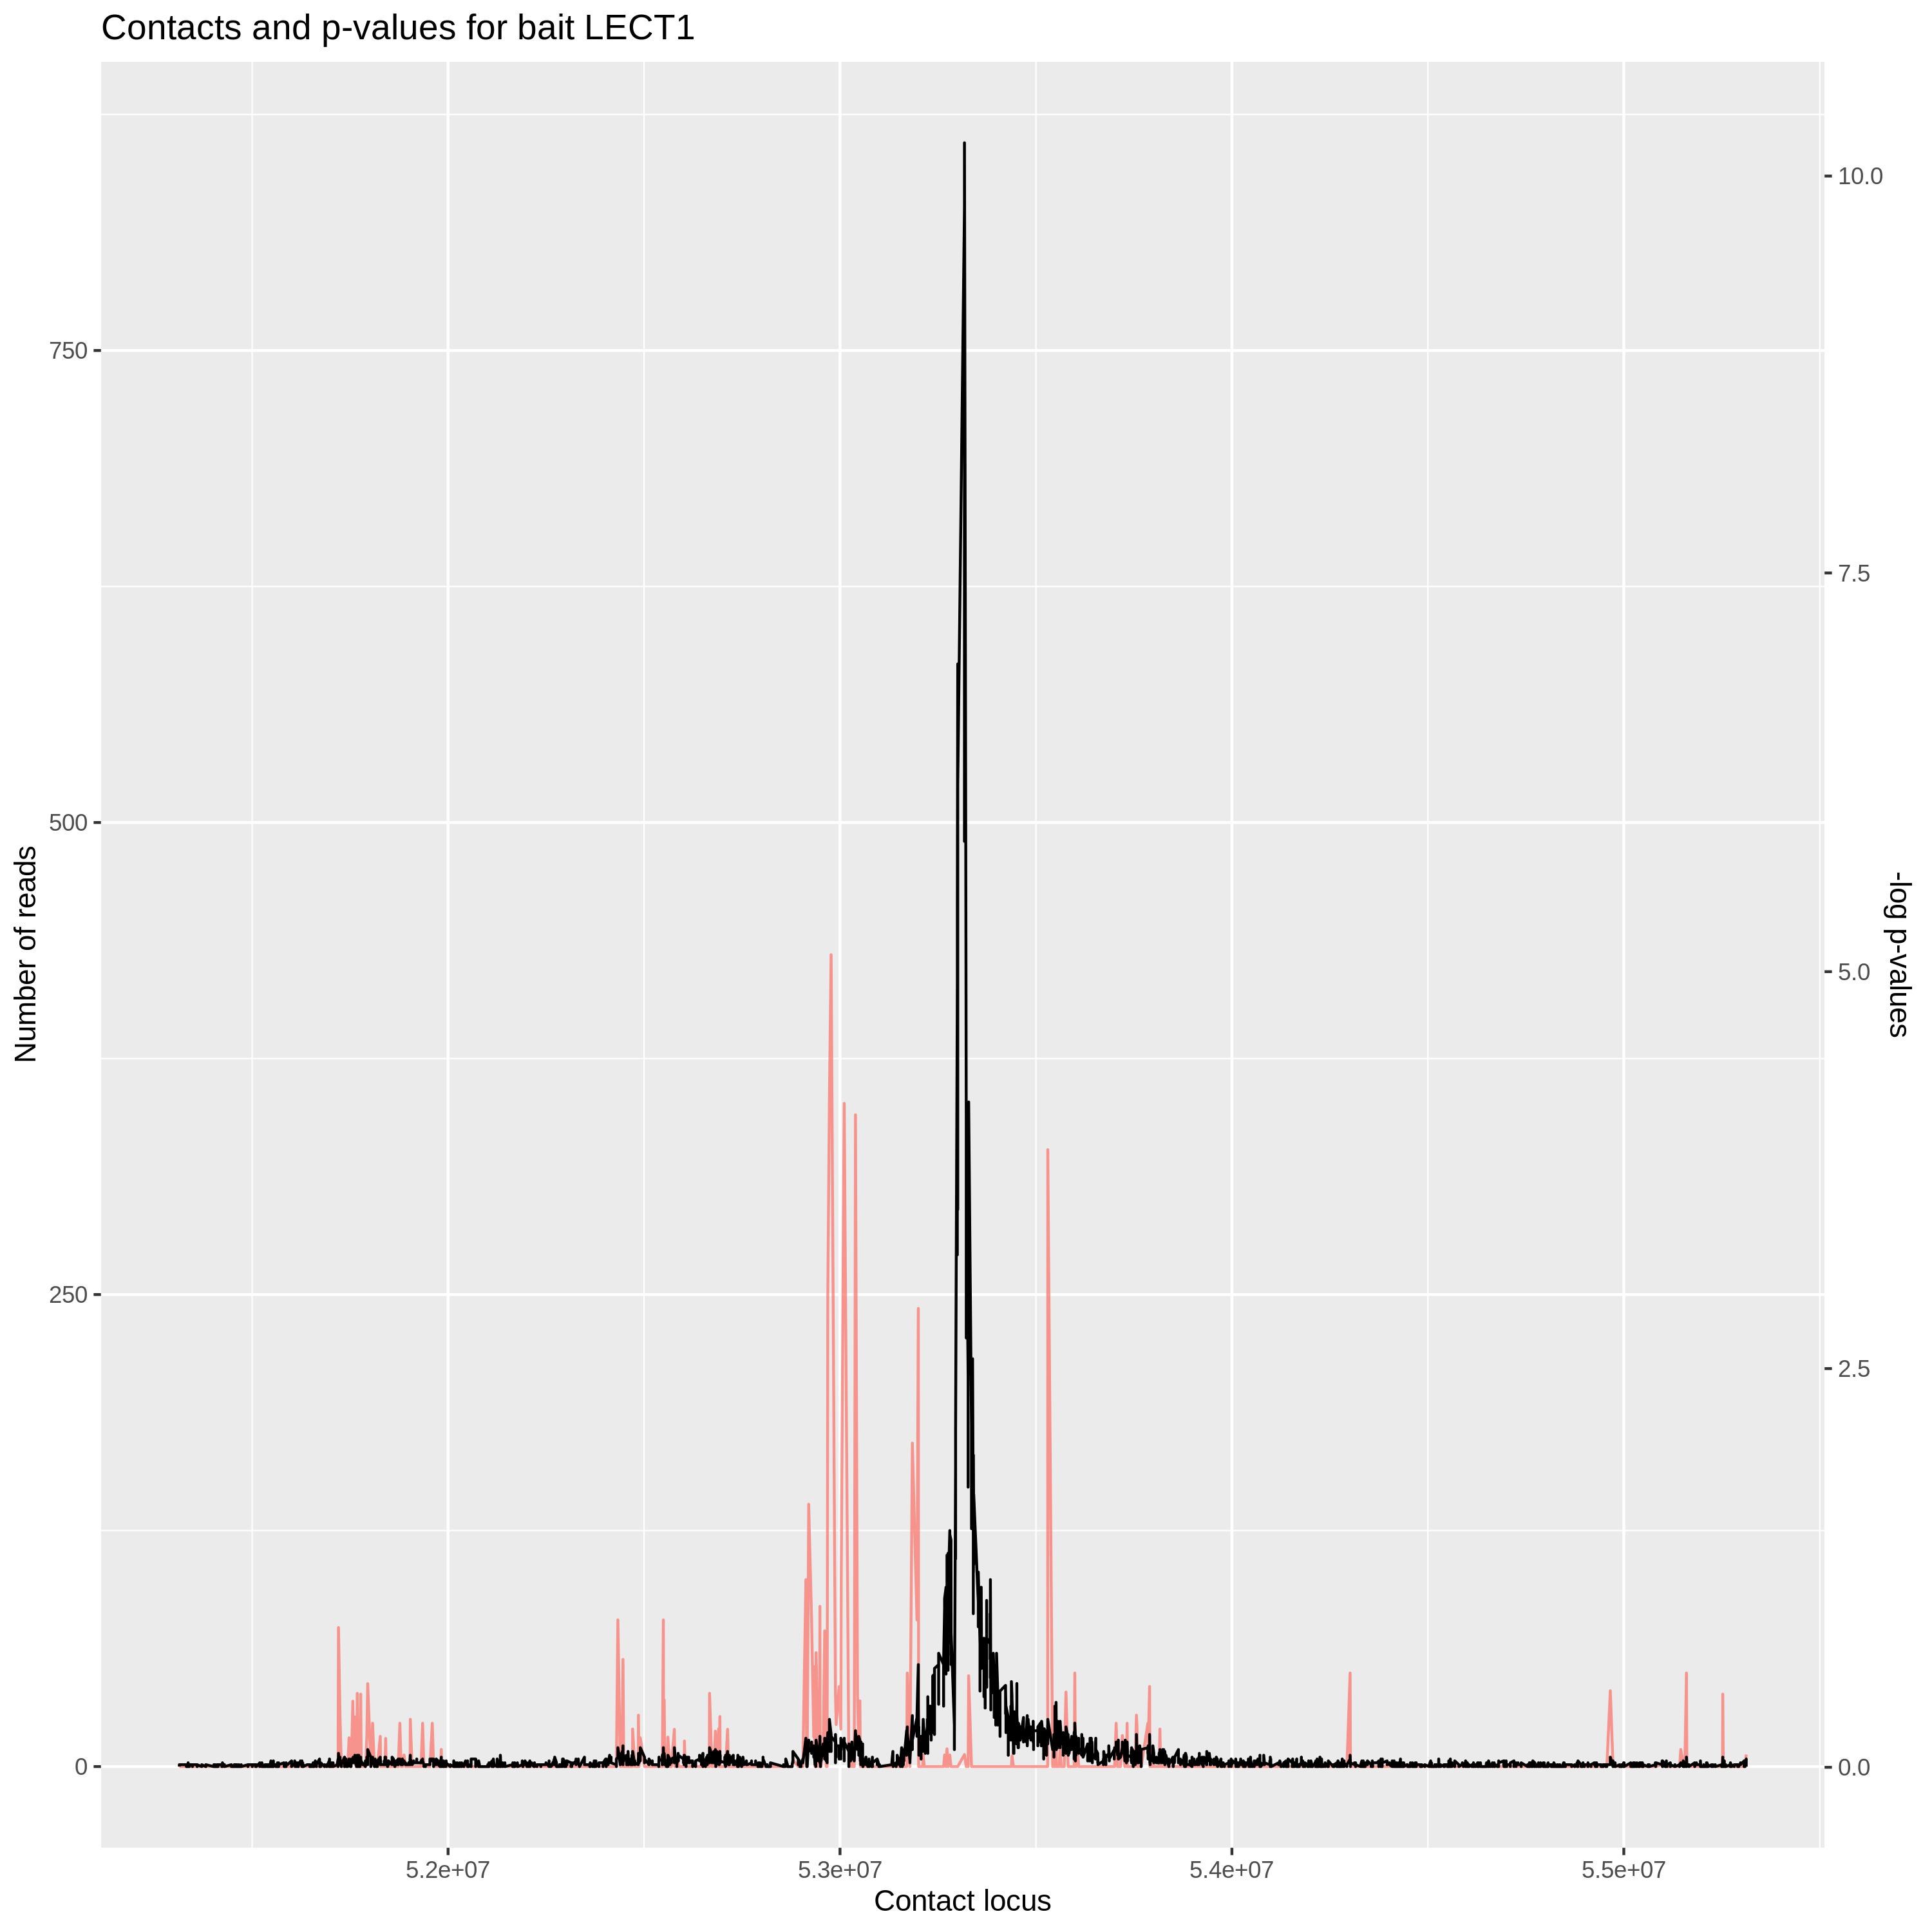 Contacts and p-values for bait LECT1
Number of reads
750
500
250
0
10.0
7.5
5.0
2.5
0.0
-log p-values
5.2e+07 5.3e+07 5.4e+07 5.5e+07
Contact locus